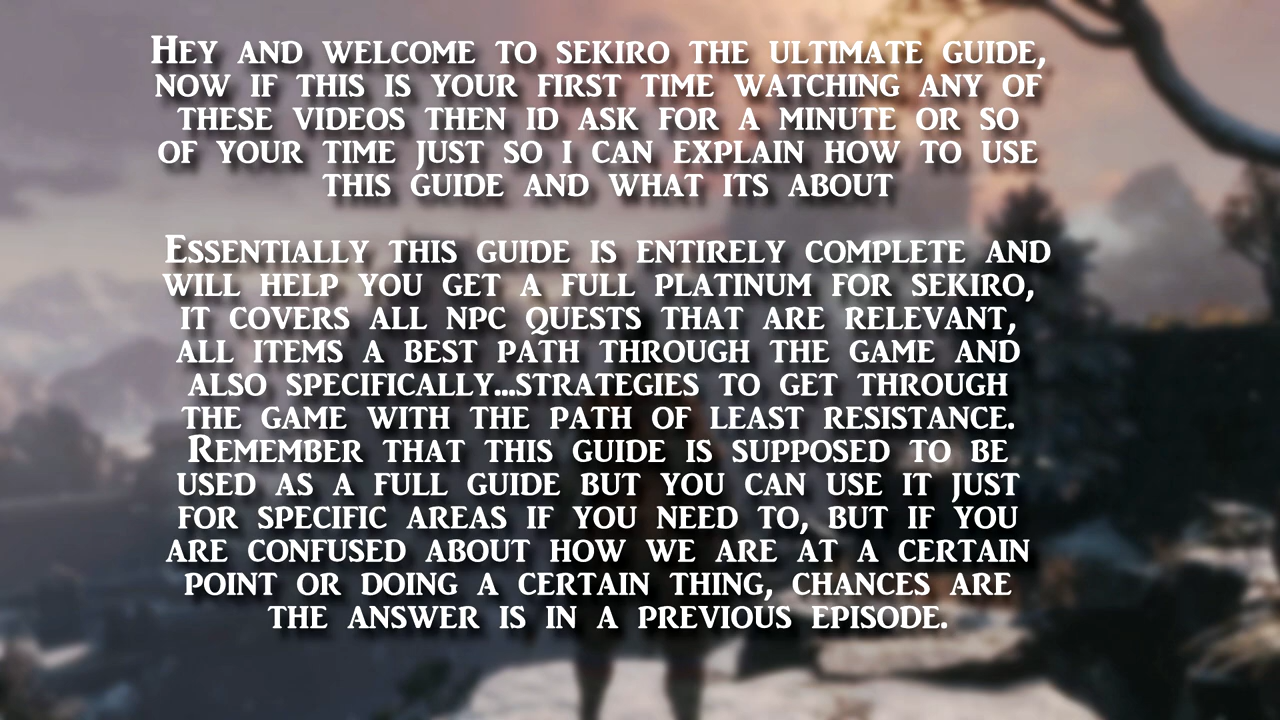 Hey and welcome to sekiro the ultimate guide,
now if this is your first time watching any of
these videos then id ask for a minute or so
of your time just so i can explain how to use
this guide and what its about
Essentially this guide is entirely complete and
will help you get a full platinum for sekiro,
it covers all npc quests that are relevant,
all items a best path through the game and
also specifically...strategies to get through
the game with the path of least resistance.
Remember that this guide is supposed to be
used as a full guide but you can use it just
for specific areas if you need to, but if you
are confused about how we are at a certain
point or doing a certain thing, chances are
the answer is in a previous episode.